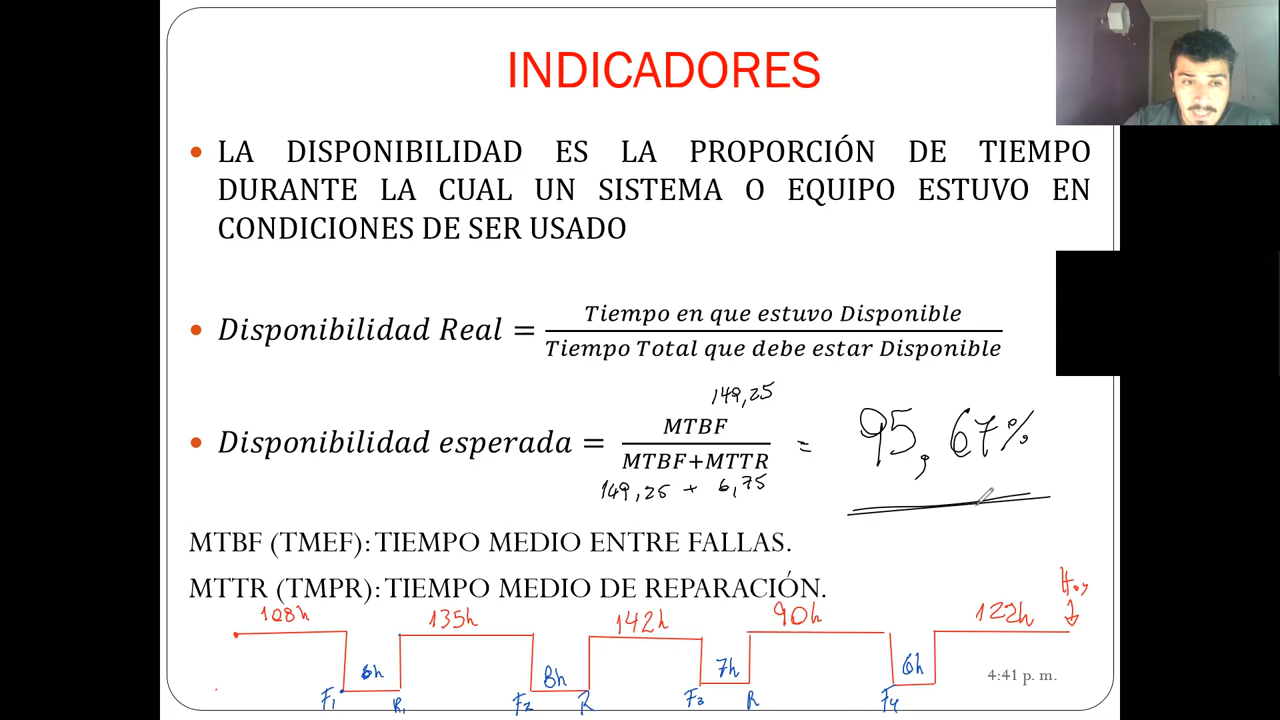 INDICADORES
• LA DISPONIBILIDAD ES LA PROPORCIÓN DE TIEMPO
DURANTE LA CUAL UN SISTEMA O EQUIPO ESTUVO EN
CONDICIONES DE SER USADO
• Disponibilidad Real = Tiempo en que estuvo Disponible
Tiempo Total que debe estar Disponible
149,25
• Disponibilidad esperada = MTBF = 95,67%
MTBF+MTTR
149,25 + 6,75
MTBF (TMEF): TIEMPO MEDIO ENTRE FALLAS.
MTTR (TMPR): TIEMPO MEDIO DE REPARACIÓN.
108h 135h 142h 90h 122h Hoy
6h 8h 7h 6h
4:41 p. m.
F1 R1 F2 R F3 R F4